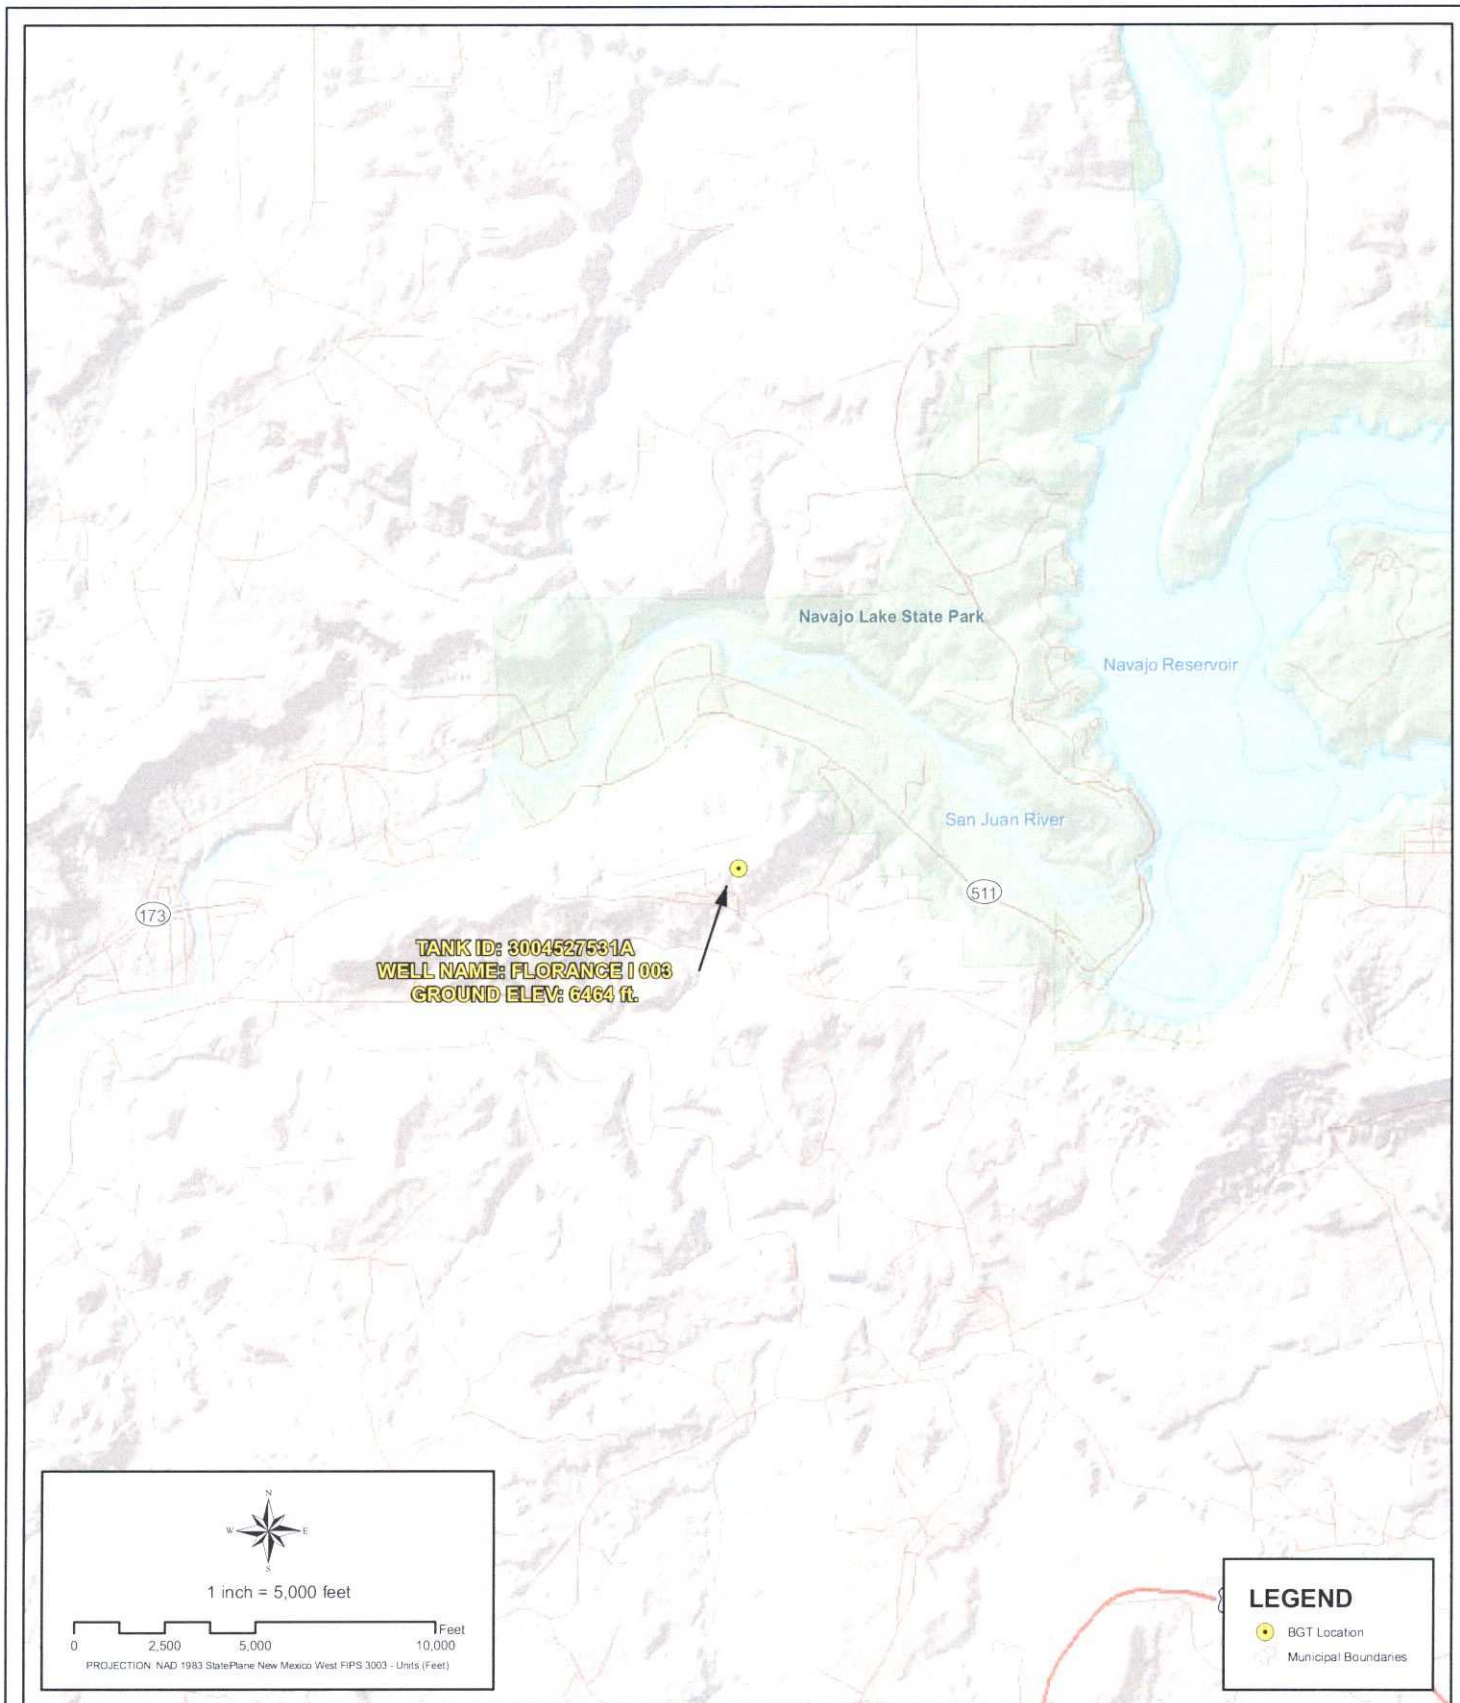 Navajo Lake State Park
Navajo Reservoir
San Juan River
511
173
TANK ID: 3004527531A
WELL NAME: FLORANCE I 003
GROUND ELEV: 6464 ft.
N
W E
S
1 inch = 5,000 feet
Feet
0 2,500 5,000 10,000
PROJECTION: NAD 1983 StatePlane New Mexico West FIPS 3003 - Units (Feet)
LEGEND
BGT Location
Municipal Boundaries